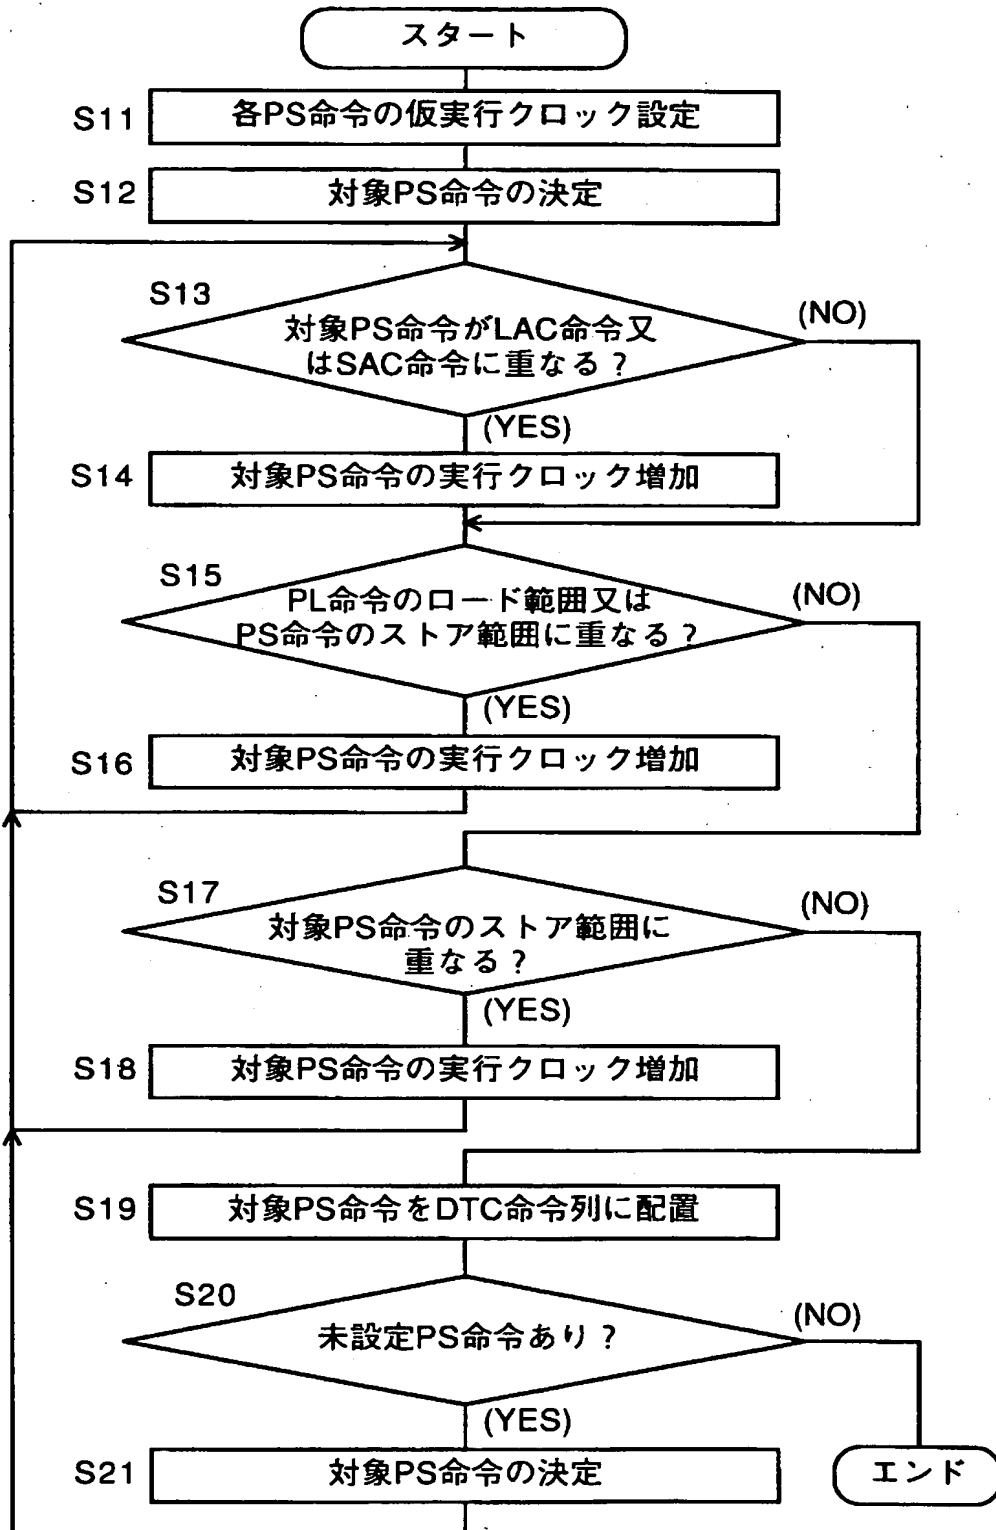 スタート
S11
各PS命令の仮実行クロック設定
S12
対象PS命令の決定
S13
対象PS命令がLAC命令又
はSAC命令に重なる?
(NO)
(YES)
S14
対象PS命令の実行クロック増加
S15
PL命令のロード範囲又は
PS命令のストア範囲に重なる?
(NO)
(YES)
S16
対象PS命令の実行クロック増加
S17
対象PS命令のストア範囲に
重なる?
(NO)
(YES)
S18
対象PS命令の実行クロック増加
S19
対象PS命令をDTC命令列に配置
S20
未設定PS命令あり?
(NO)
(YES)
S21
対象PS命令の決定
エンド